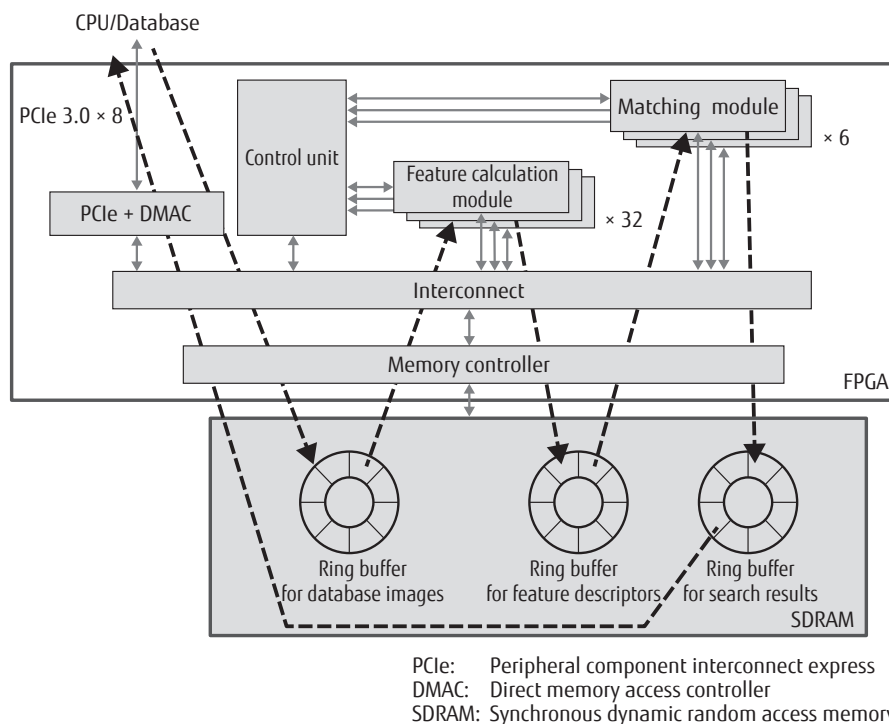 CPU/Database
PCIe 3.0 × 8
Control unit
Matching module
× 6
Feature calculation
module
× 32
PCIe + DMAC
Interconnect
Memory controller
FPGA
Ring buffer
for database images
Ring buffer
for feature descriptors
Ring buffer
for search results
SDRAM
PCIe: Peripheral component interconnect express
DMAC: Direct memory access controller
SDRAM: Synchronous dynamic random access memory